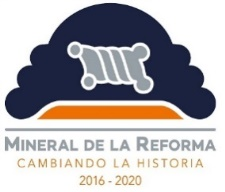 MINERAL DE LA REFORMA
CAMBIANDO LA HISTORIA
2016 - 2020